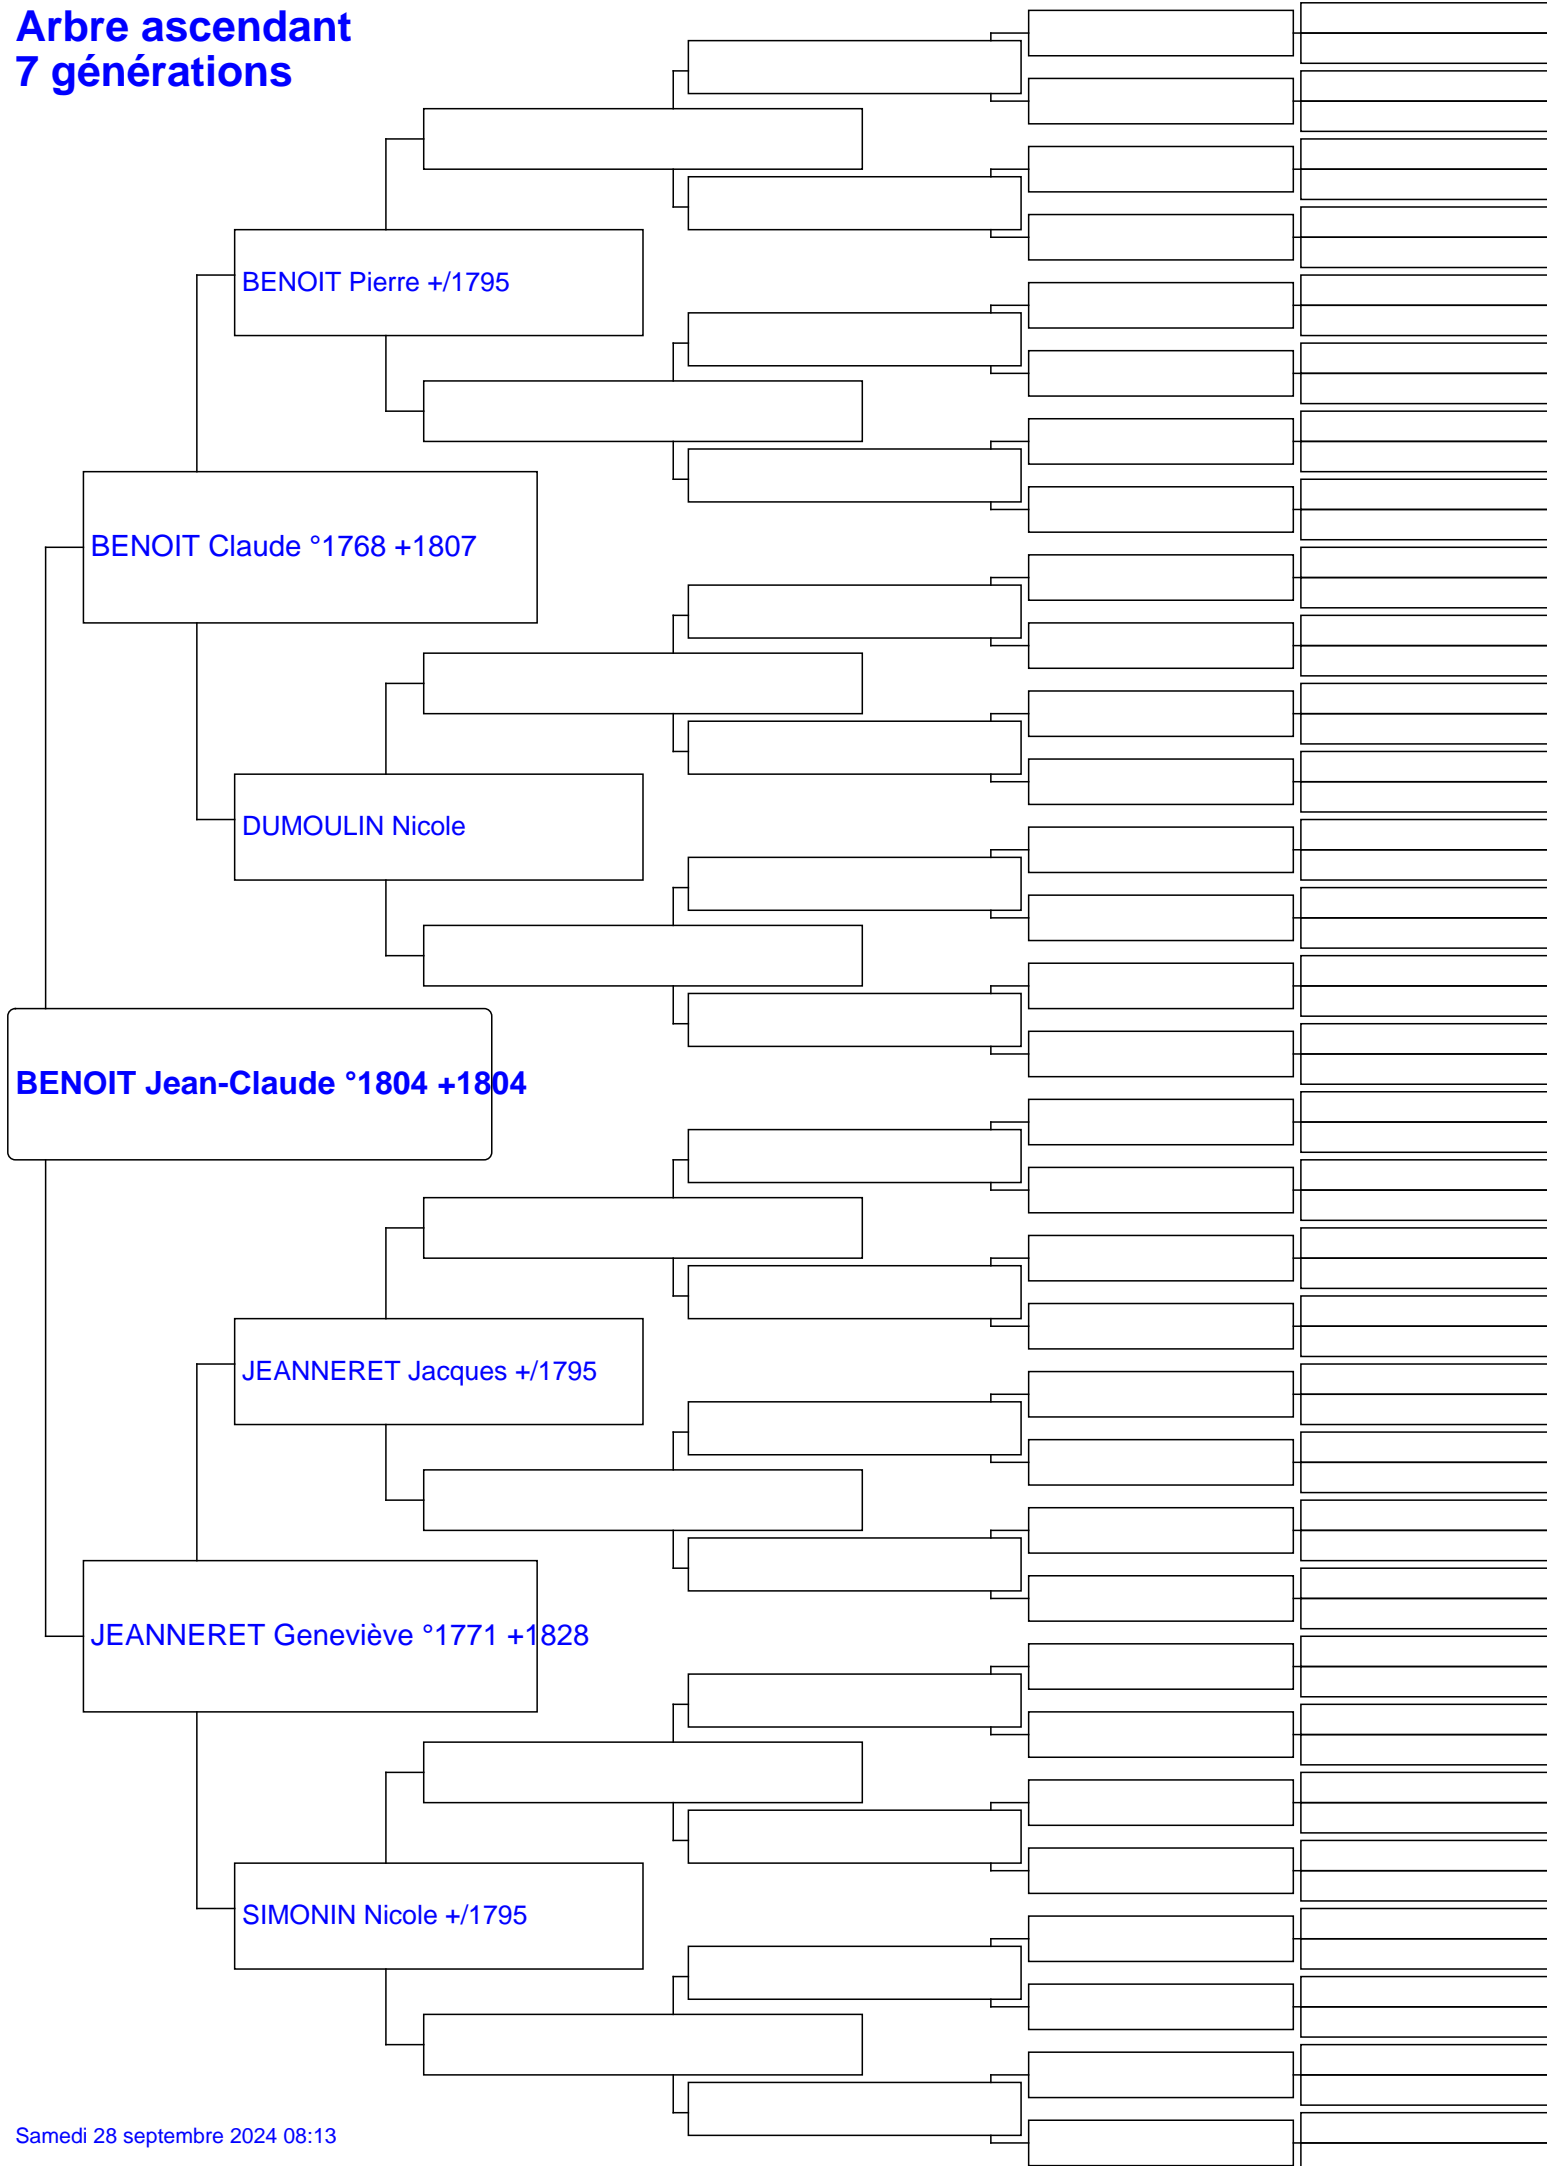 Arbre ascendant
7 générations
BENOIT Pierre +/1795
BENOIT Claude °1768 +1807
DUMOULIN Nicole
BENOIT Jean-Claude °1804 +1804
JEANNERET Jacques +/1795
JEANNERET Geneviève °1771 +1828
SIMONIN Nicole +/1795
Samedi 28 septembre 2024 08:13